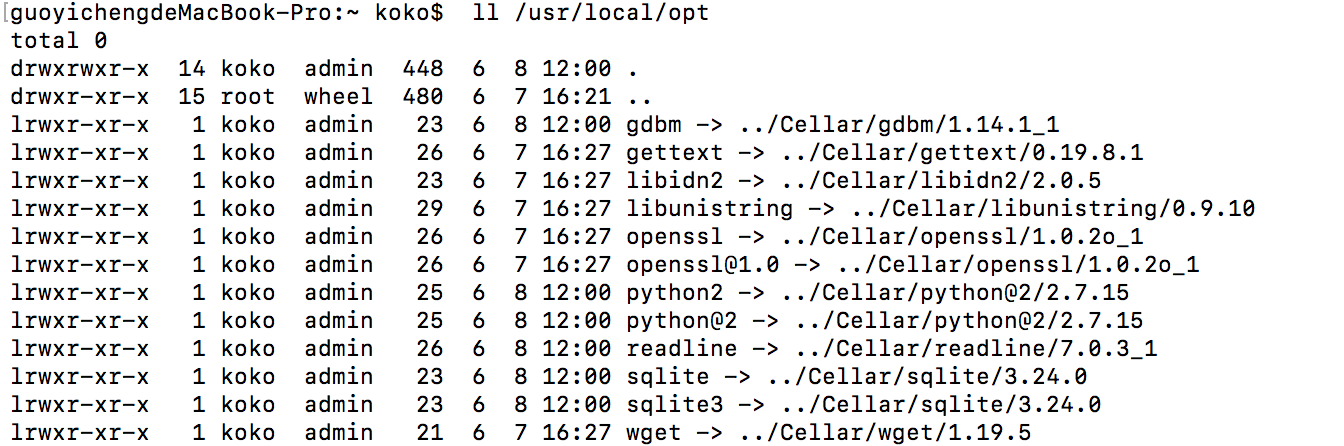 [guoyichengdeMacBook-Pro:~ koko$  ll /usr/local/opt
total 0
drwxrwxr-x  14 koko  admin  448  6  8 12:00 .
drwxr-xr-x  15 root  wheel  480  6  7 16:21 ..
lrwxr-xr-x   1 koko  admin   23  6  8 12:00 gdbm -> ../Cellar/gdbm/1.14.1_1
lrwxr-xr-x   1 koko  admin   26  6  7 16:27 gettext -> ../Cellar/gettext/0.19.8.1
lrwxr-xr-x   1 koko  admin   23  6  7 16:27 libidn2 -> ../Cellar/libidn2/2.0.5
lrwxr-xr-x   1 koko  admin   29  6  7 16:27 libunistring -> ../Cellar/libunistring/0.9.10
lrwxr-xr-x   1 koko  admin   26  6  7 16:27 openssl -> ../Cellar/openssl/1.0.2o_1
lrwxr-xr-x   1 koko  admin   26  6  7 16:27 openssl@1.0 -> ../Cellar/openssl/1.0.2o_1
lrwxr-xr-x   1 koko  admin   25  6  8 12:00 python2 -> ../Cellar/python@2/2.7.15
lrwxr-xr-x   1 koko  admin   25  6  8 12:00 python@2 -> ../Cellar/python@2/2.7.15
lrwxr-xr-x   1 koko  admin   26  6  8 12:00 readline -> ../Cellar/readline/7.0.3_1
lrwxr-xr-x   1 koko  admin   23  6  8 12:00 sqlite -> ../Cellar/sqlite/3.24.0
lrwxr-xr-x   1 koko  admin   23  6  8 12:00 sqlite3 -> ../Cellar/sqlite/3.24.0
lrwxr-xr-x   1 koko  admin   21  6  7 16:27 wget -> ../Cellar/wget/1.19.5